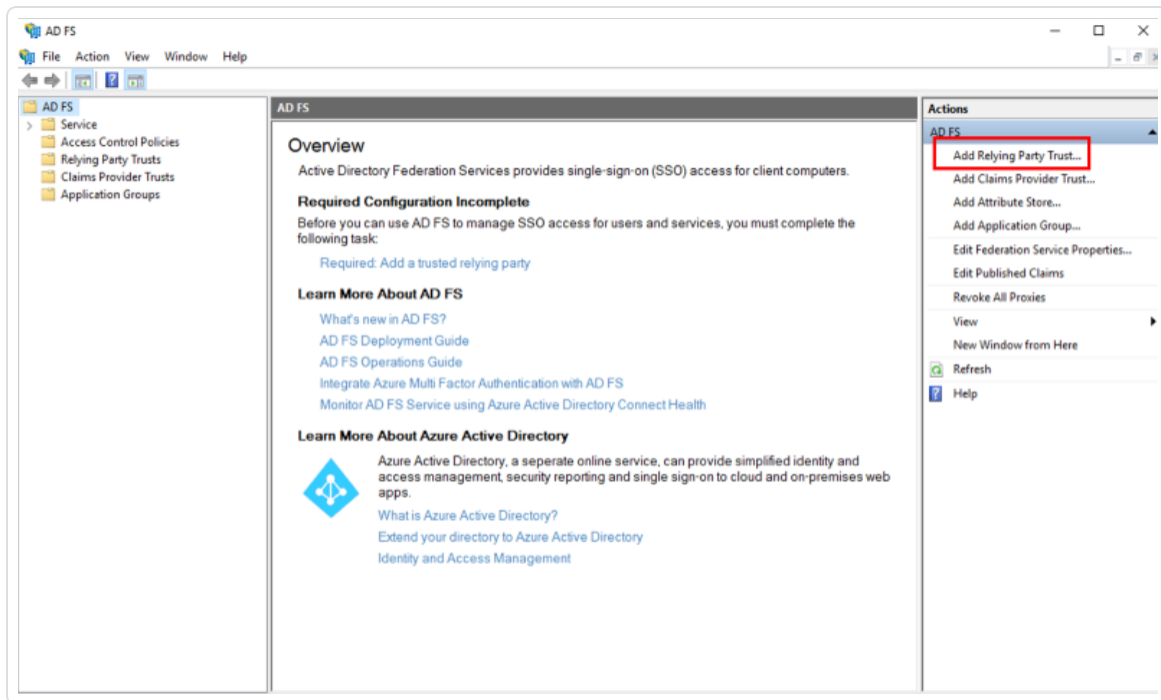 AD FS
File Action View Window Help
AD FS
Service
Access Control Policies
Relying Party Trusts
Claims Provider Trusts
Application Groups
AD FS
Overview
Active Directory Federation Services provides single-sign-on (SSO) access for client computers.
Required Configuration Incomplete
Before you can use AD FS to manage SSO access for users and services, you must complete the
following task:
Required: Add a trusted relying party
Learn More About AD FS
What's new in AD FS?
AD FS Deployment Guide
AD FS Operations Guide
Integrate Azure Multi Factor Authentication with AD FS
Monitor AD FS Service using Azure Active Directory Connect Health
Learn More About Azure Active Directory
Azure Active Directory, a seperate online service, can provide simplified identity and
access management, security reporting and single sign-on to cloud and on-premises web
apps.
What is Azure Active Directory?
Extend your directory to Azure Active Directory
Identity and Access Management
Actions
AD FS
Add Relying Party Trust...
Add Claims Provider Trust...
Add Attribute Store...
Add Application Group...
Edit Federation Service Properties...
Edit Published Claims
Revoke All Proxies
View
New Window from Here
Refresh
Help